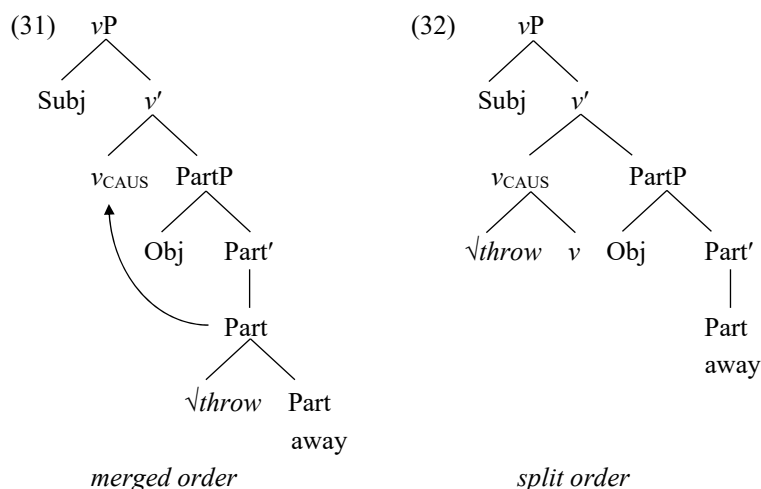 (31) vP (32) vP
Subj v′ Subj v′
vCAUS PartP vCAUS PartP
Obj Part′ √throw v Obj Part′
Part Part
away
√throw Part
away
merged order split order